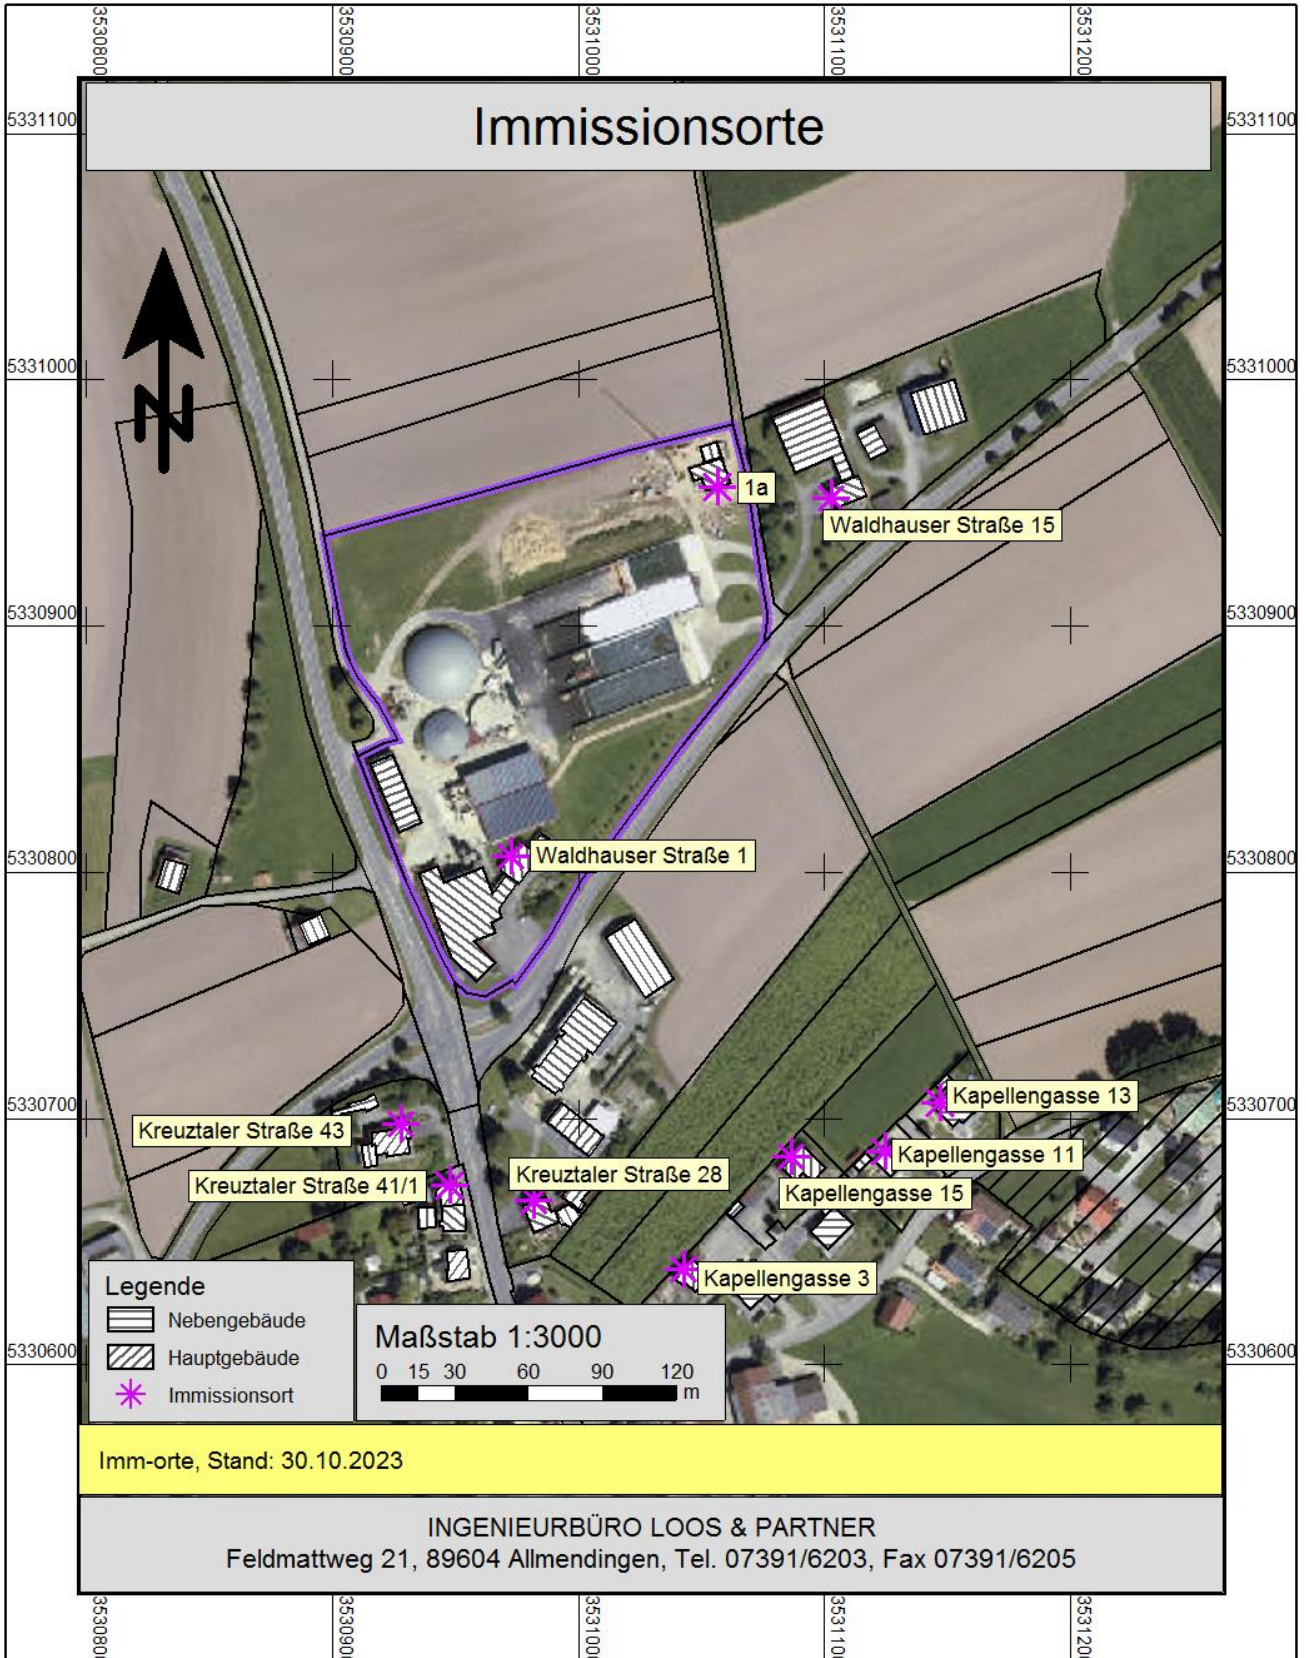 3530800
3530900
3531000
3531100
3531200
Immissionsorte
5331100
5331100
N
5331000
5331000
1a
Waldhauser Straße 15
5330900
5330900
5330800
5330800
Waldhauser Straße 1
5330700
5330700
Kapellengasse 13
Kreuztaler Straße 43
Kapellengasse 11
Kreuztaler Straße 28
Kreuztaler Straße 41/1
Kapellengasse 15
Kapellengasse 3
Legende
Nebengebäude
Hauptgebäude
Immissionsort
Maßstab 1:3000
0 15 30 60 90 120
m
5330600
5330600
Imm-orte, Stand: 30.10.2023
INGENIEURBÜRO LOOS & PARTNER
Feldmattweg 21, 89604 Allmendingen, Tel. 07391/6203, Fax 07391/6205
3530800
3530900
3531000
3531100
3531200